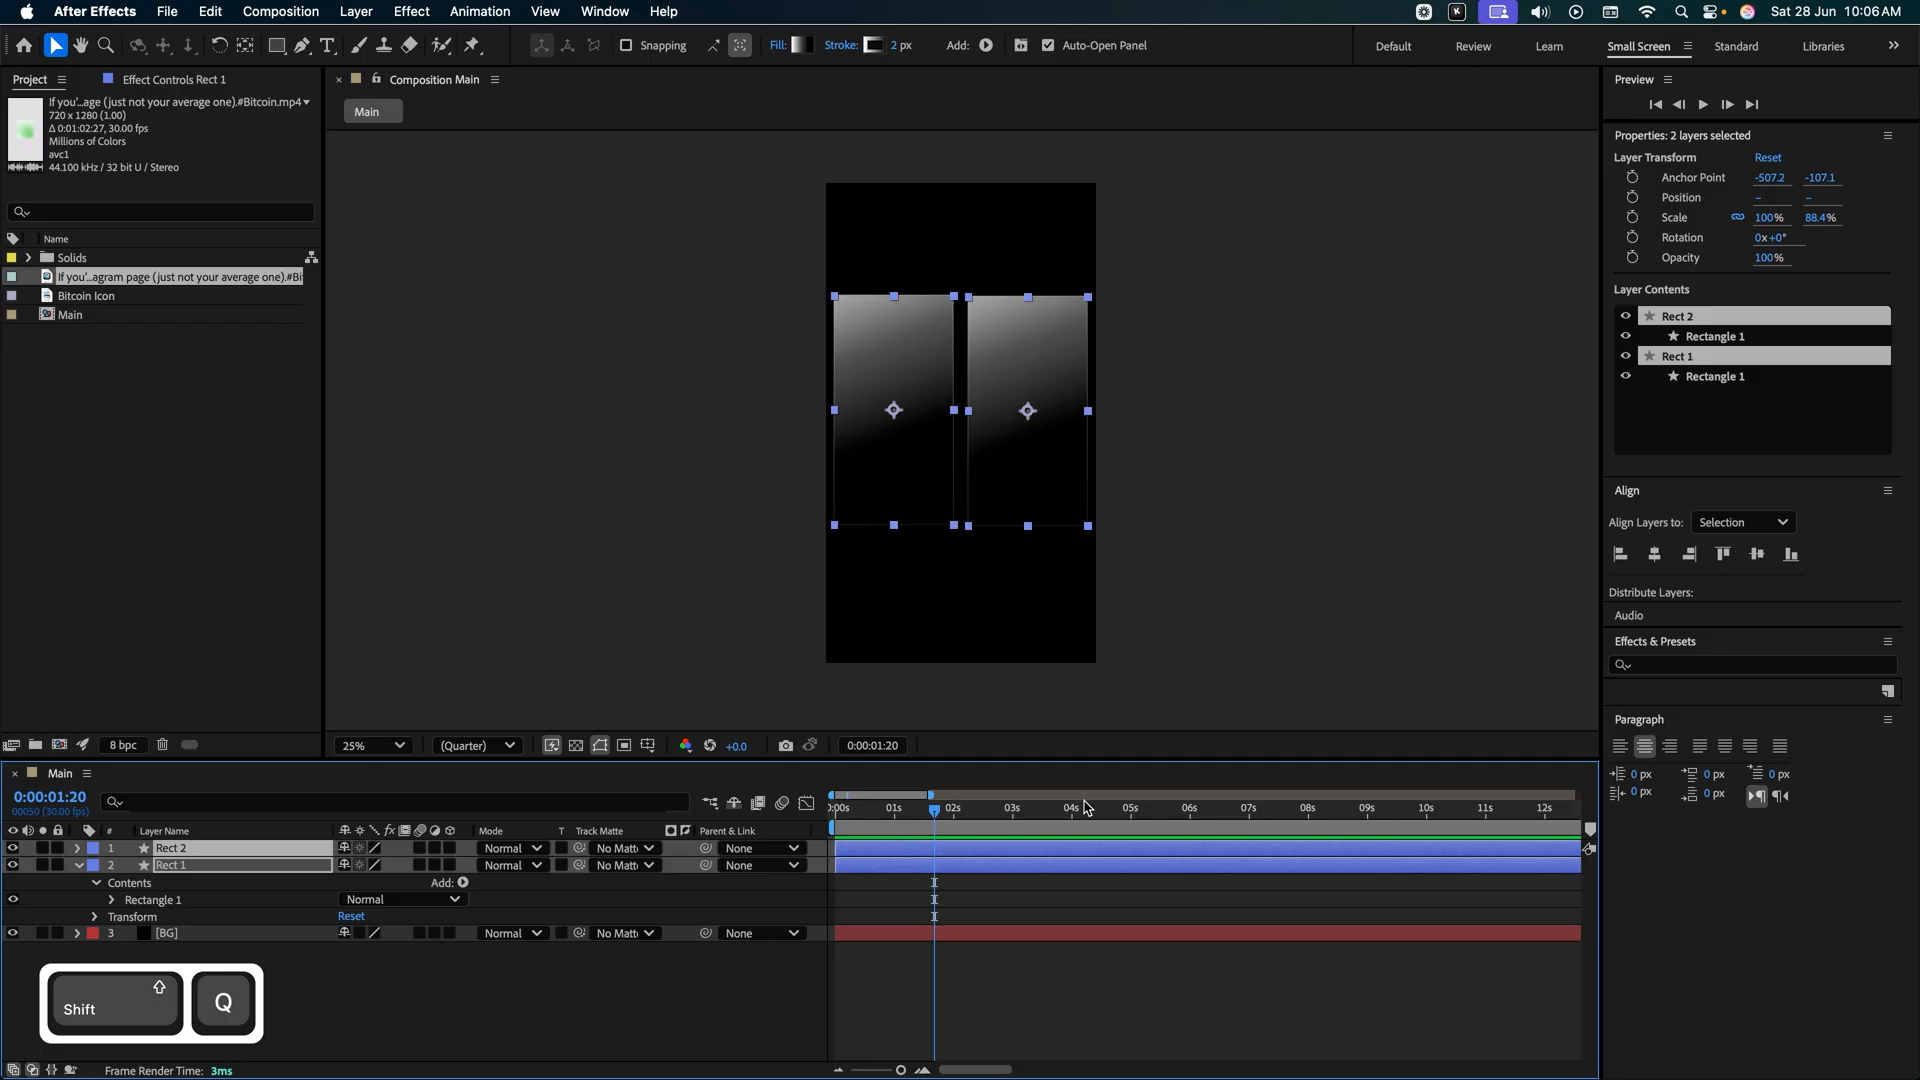 After Effects File Edit Composition Layer Effect Animation View Window Help Sat 28 Jun 10:06 AM
Snapping Fill: Stroke: 2 px Add: Auto-Open Panel Default Review Learn Small Screen Standard Libraries
Project Effect Controls Rect 1
If you'...age (just not your average one).#Bitcoin.mp4
720 x 1280 (1.00)
Δ 0:01:02:27, 30.00 fps
Millions of Colors
avc1
44.100 kHz / 32 bit U / Stereo
Name
Solids
If you'...agram page (just not your average one).#Bi
Bitcoin Icon
Main
8 bpc
Composition Main
Main
25% (Quarter) +0.0 0:00:01:20
Preview
Properties: 2 layers selected
Layer Transform Reset
Anchor Point -507.2 -107.1
Position – –
Scale 100% 88.4%
Rotation 0x+0°
Opacity 100%
Layer Contents
Rect 2
Rectangle 1
Rect 1
Rectangle 1
Align
Align Layers to: Selection
Distribute Layers:
Audio
Effects & Presets
Paragraph
0 px 0 px 0 px
0 px 0 px
Main
0:00:01:20
00050 (30.00 fps)
):00s 01s 02s 03s 04s 05s 06s 07s 08s 09s 10s 11s 12s
# Layer Name Mode T Track Matte Parent & Link
1 Rect 2 Normal No Matt None
2 Rect 1 Normal No Matt None
Contents Add:
Rectangle 1 Normal
Transform Reset
3 [BG] Normal No Matt None
Shift Q
Frame Render Time: 3ms